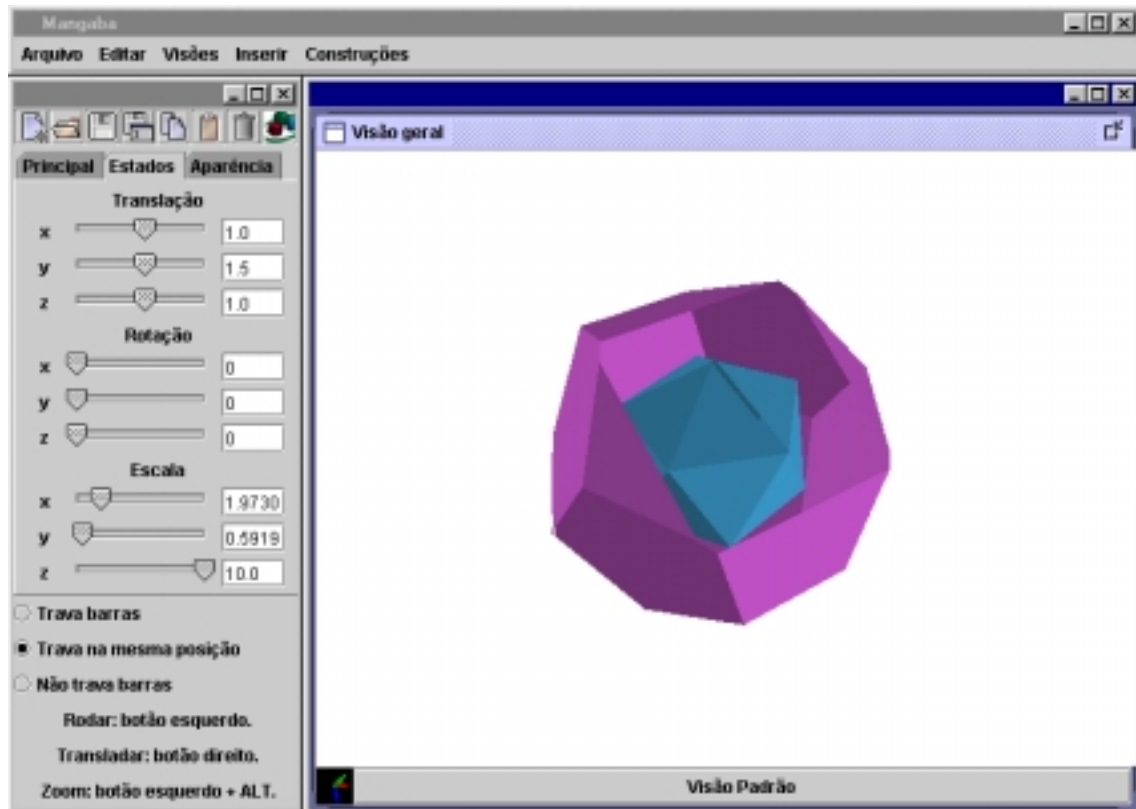 Mangaba
Arquivo Editar Visões Inserir Construções
Visão geral
Principal Estados Aparência
Translação
x 1.0
y 1.5
z 1.0
Rotação
x 0
y 0
z 0
Escala
x 1.9730
y 0.5919
z 10.0
Trava barras
Trava na mesma posição
Não trava barras
Rodar: botão esquerdo.
Transladar: botão direito.
Zoom: botão esquerdo + ALT.
Visão Padrão